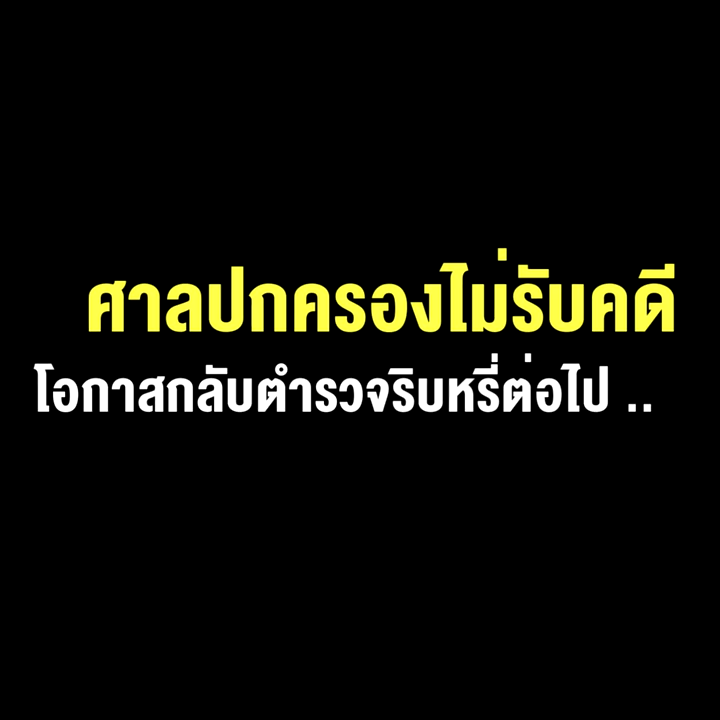 ศาลปกครองไม่รับคดี
โอกาสกลับตำรวจริบหรี่ต่อไป ..